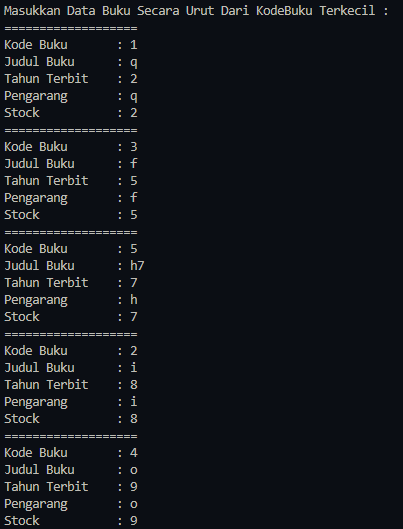 Masukkan Data Buku Secara Urut Dari KodeBuku Terkecil :
===================
Kode Buku : 1
Judul Buku : q
Tahun Terbit : 2
Pengarang : q
Stock : 2
===================
Kode Buku : 3
Judul Buku : f
Tahun Terbit : 5
Pengarang : f
Stock : 5
===================
Kode Buku : 5
Judul Buku : h7
Tahun Terbit : 7
Pengarang : h
Stock : 7
===================
Kode Buku : 2
Judul Buku : i
Tahun Terbit : 8
Pengarang : i
Stock : 8
===================
Kode Buku : 4
Judul Buku : o
Tahun Terbit : 9
Pengarang : o
Stock : 9